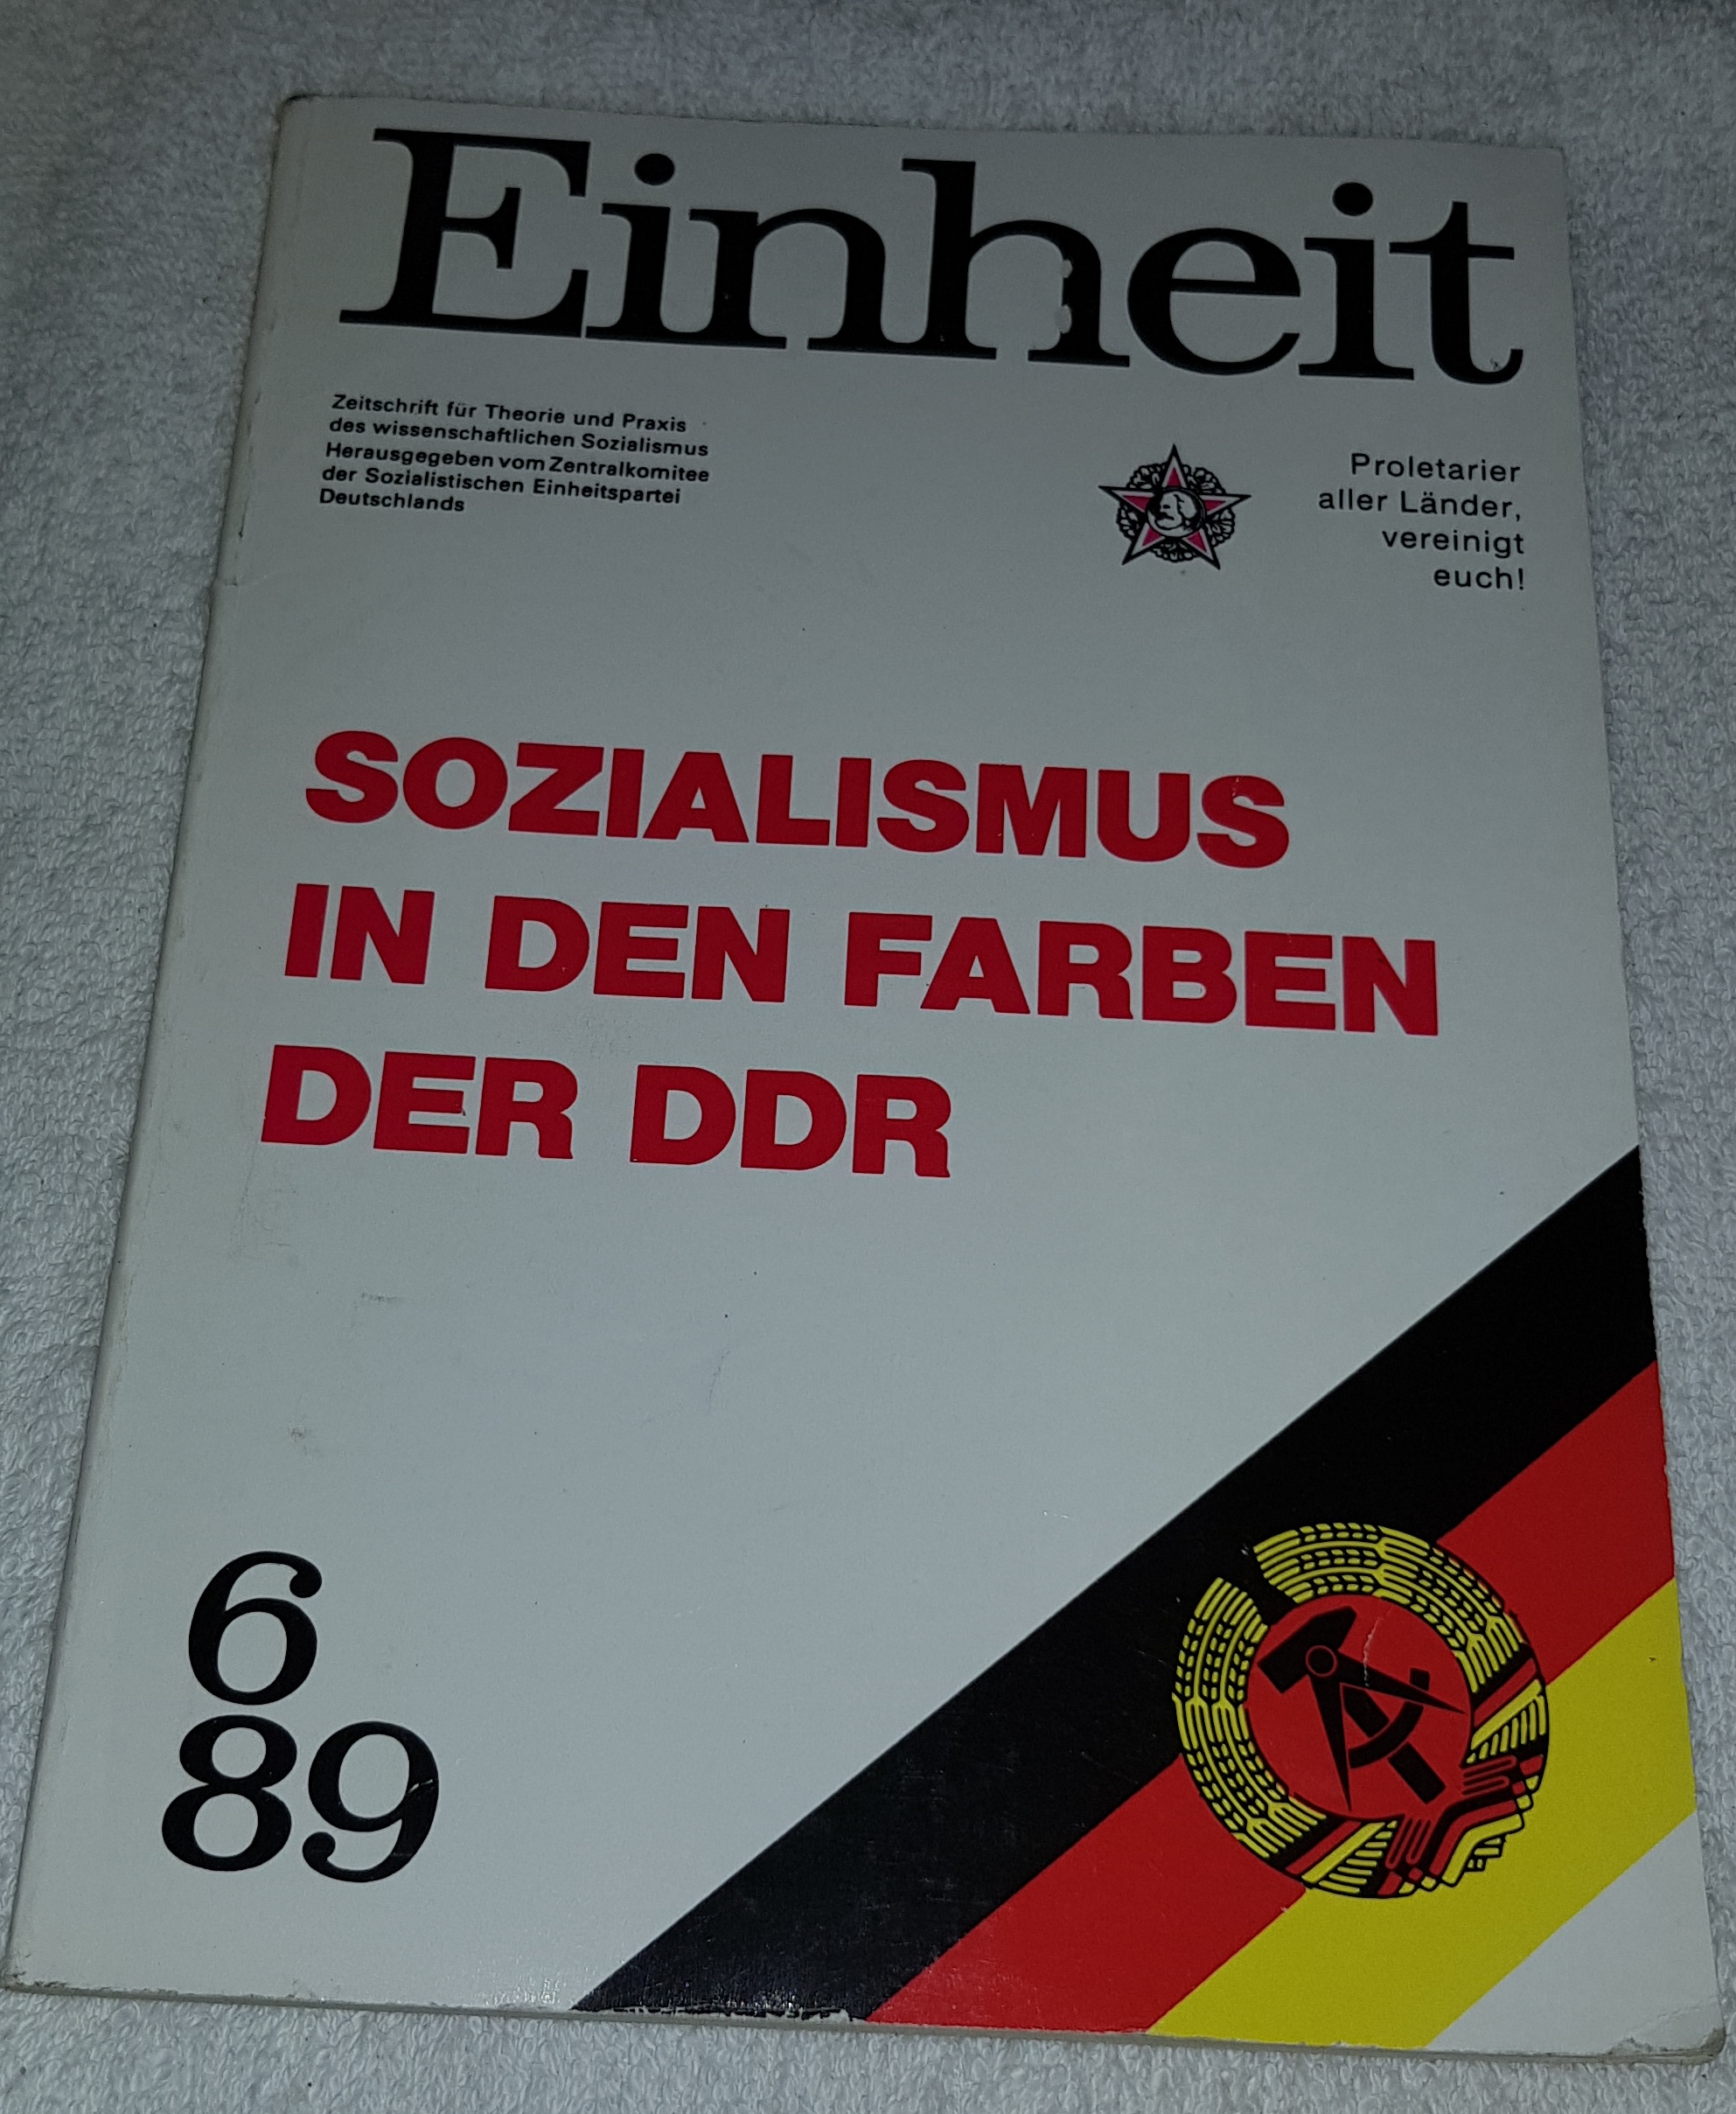 Einheit
Zeitschrift für Theorie und Praxis
des wissenschaftlichen Sozialismus
Herausgegeben vom Zentralkomitee
der Sozialistischen Einheitspartei
Deutschlands
Proletarier
aller Länder,
vereinigt
euch!
SOZIALISMUS
IN DEN FARBEN
DER DDR
6
89